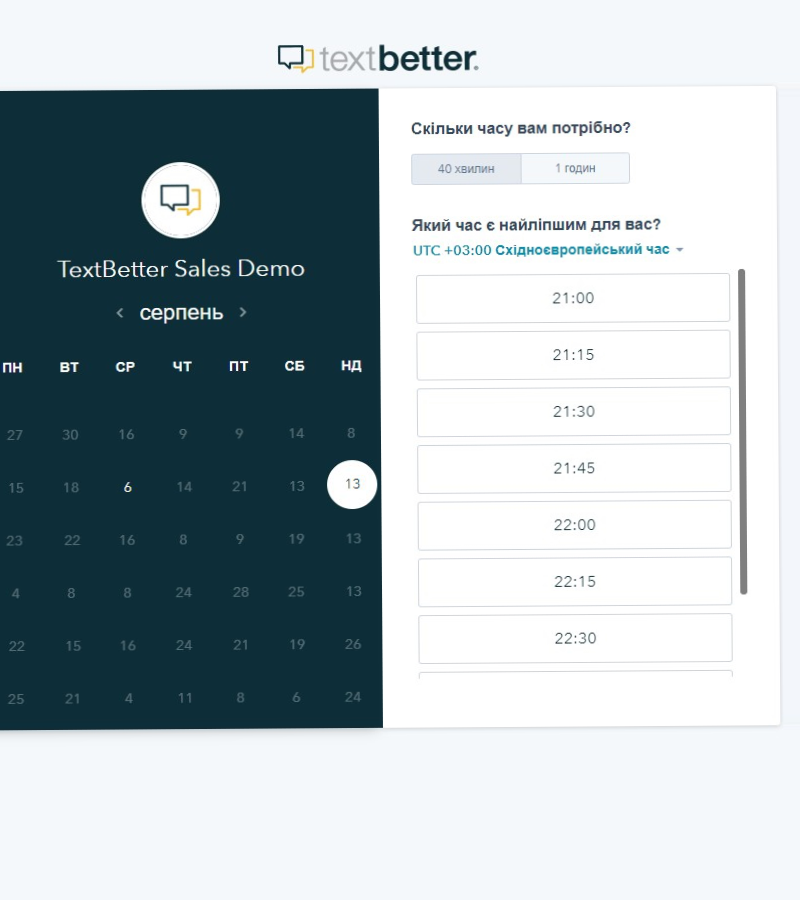 textbetter.
TextBetter Sales Demo
серпень
ПН ВТ СР ЧТ ПТ СБ НД
27 30 16 9 9 14 8
15 18 6 14 21 13 13
23 22 16 8 9 19 13
4 8 8 24 28 25 13
22 15 16 24 21 19 26
25 21 4 11 8 6 24
Скільки часу вам потрібно?
40 хвилин 1 годин
Який час є найліпшим для вас?
UTC +03:00 Східноєвропейський час
21:00
21:15
21:30
21:45
22:00
22:15
22:30